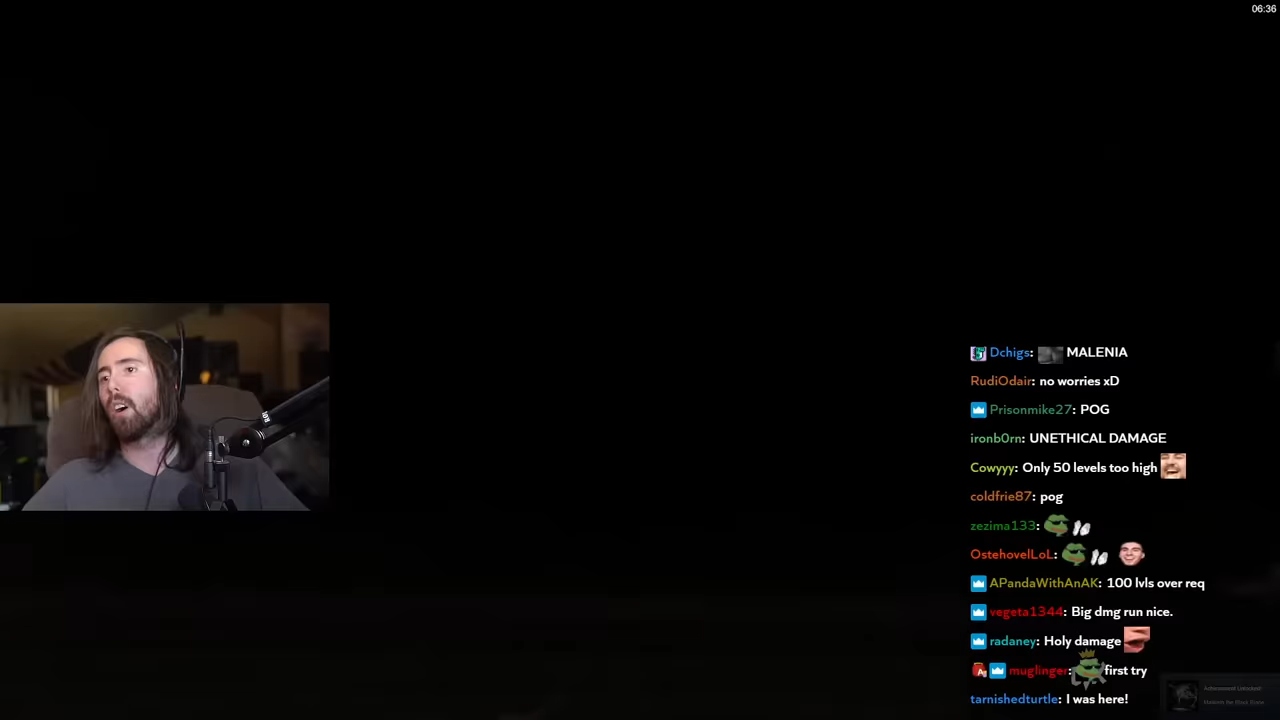 06:36
Dchigs: MALENIA
RudiOdair: no worries xD
Prisonmike27: POG
ironb0rn: UNETHICAL DAMAGE
Cowyyy: Only 50 levels too high
coldfrie87: pog
zezima133:
OstehovelLoL:
APandaWithAnAK: 100 lvls over req
vegeta1344: Big dmg run nice.
radaney: Holy damage
muglinger: first try
tarnishedturtle: I was here!
Achievement Unlocked!